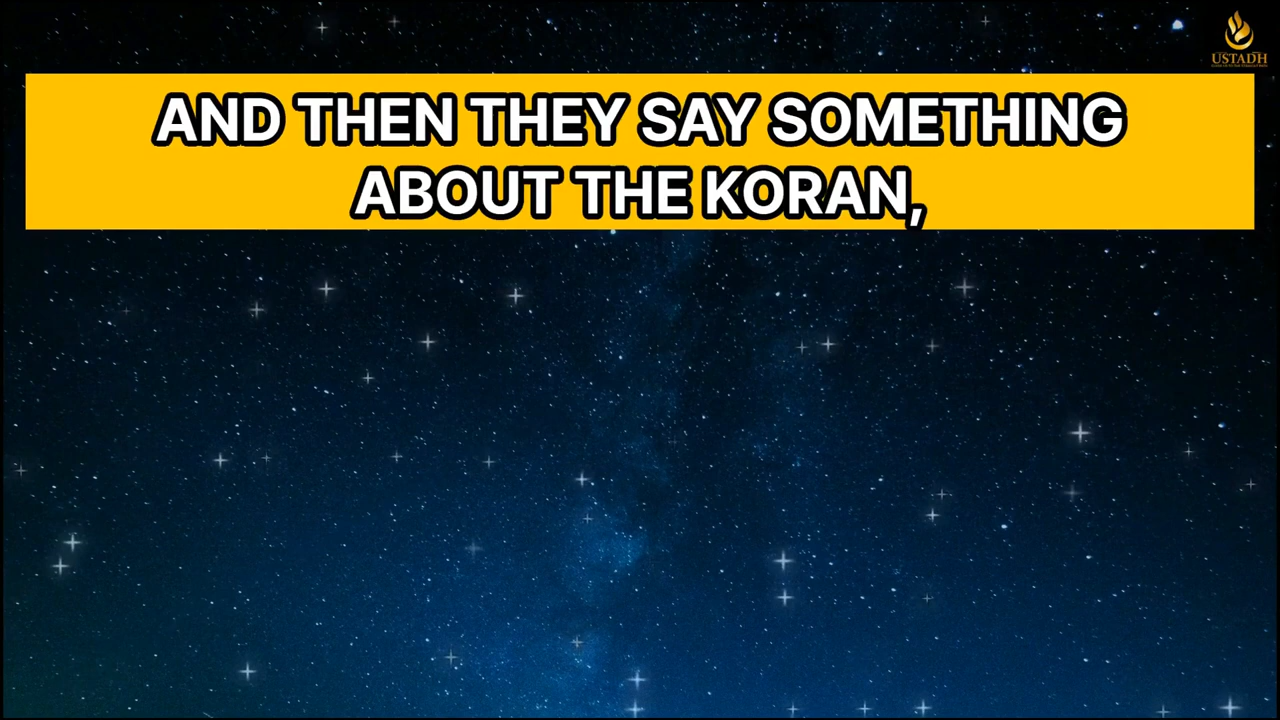 USTADH
AND THEN THEY SAY SOMETHING
ABOUT THE KORAN,